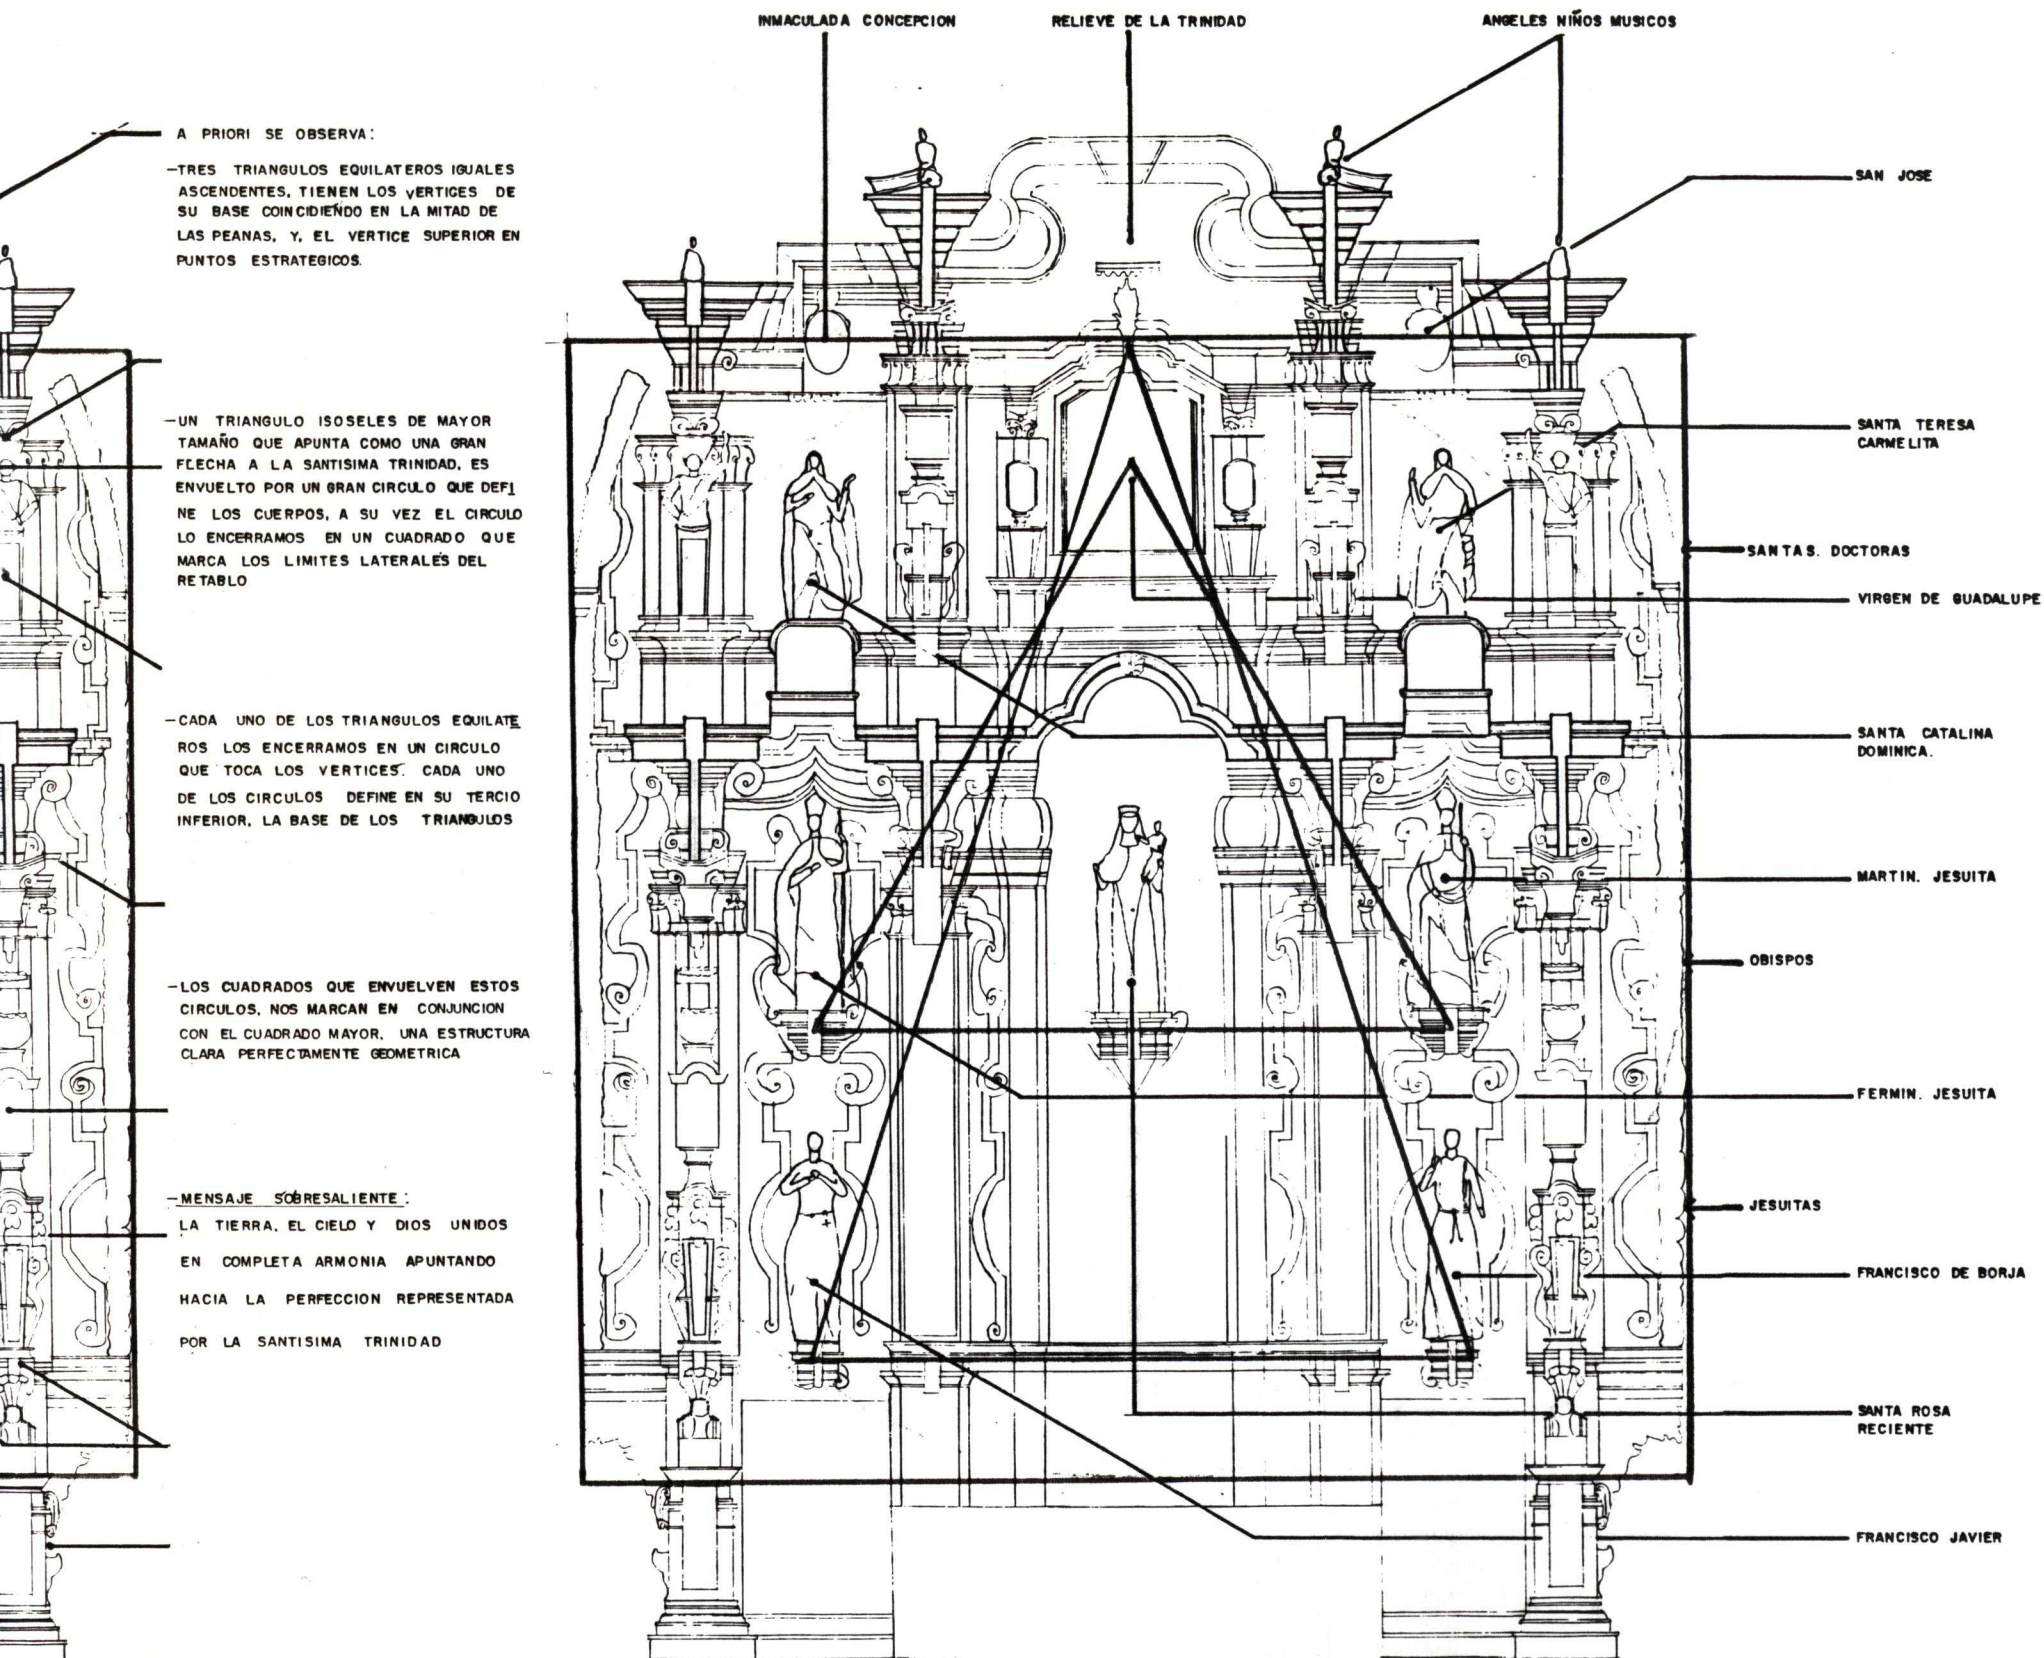 INMACULADA CONCEPCION
RELIEVE DE LA TRINIDAD
ANGELES NIÑOS MUSICOS
A PRIORI SE OBSERVA:
—TRES TRIANGULOS EQUILATEROS IGUALES
ASCENDENTES, TIENEN LOS VERTICES DE
SU BASE COINCIDIENDO EN LA MITAD DE
LAS PEANAS, Y, EL VERTICE SUPERIOR EN
PUNTOS ESTRATEGICOS.
—UN TRIANGULO ISOSELES DE MAYOR
TAMAÑO QUE APUNTA COMO UNA GRAN
FLECHA A LA SANTISIMA TRINIDAD, ES
ENVUELTO POR UN GRAN CIRCULO QUE DEFI
NE LOS CUERPOS, A SU VEZ EL CIRCULO
LO ENCERRAMOS EN UN CUADRADO QUE
MARCA LOS LIMITES LATERALES DEL
RETABLO
—CADA UNO DE LOS TRIANGULOS EQUILATE
ROS LOS ENCERRAMOS EN UN CIRCULO
QUE TOCA LOS VERTICES. CADA UNO
DE LOS CIRCULOS DEFINE EN SU TERCIO
INFERIOR, LA BASE DE LOS TRIANGULOS
—LOS CUADRADOS QUE ENVUELVEN ESTOS
CIRCULOS, NOS MARCAN EN CONJUNCION
CON EL CUADRADO MAYOR, UNA ESTRUCTURA
CLARA PERFECTAMENTE GEOMETRICA
—MENSAJE SOBRESALIENTE:
LA TIERRA, EL CIELO Y DIOS UNIDOS
EN COMPLETA ARMONIA APUNTANDO
HACIA LA PERFECCION REPRESENTADA
POR LA SANTISIMA TRINIDAD
SAN JOSE
SANTA TERESA
CARMELITA
SANTAS. DOCTORAS
VIRGEN DE GUADALUPE
SANTA CATALINA
DOMINICA.
MARTIN. JESUITA
OBISPOS
FERMIN. JESUITA
JESUITAS
FRANCISCO DE BORJA
SANTA ROSA
RECIENTE
FRANCISCO JAVIER